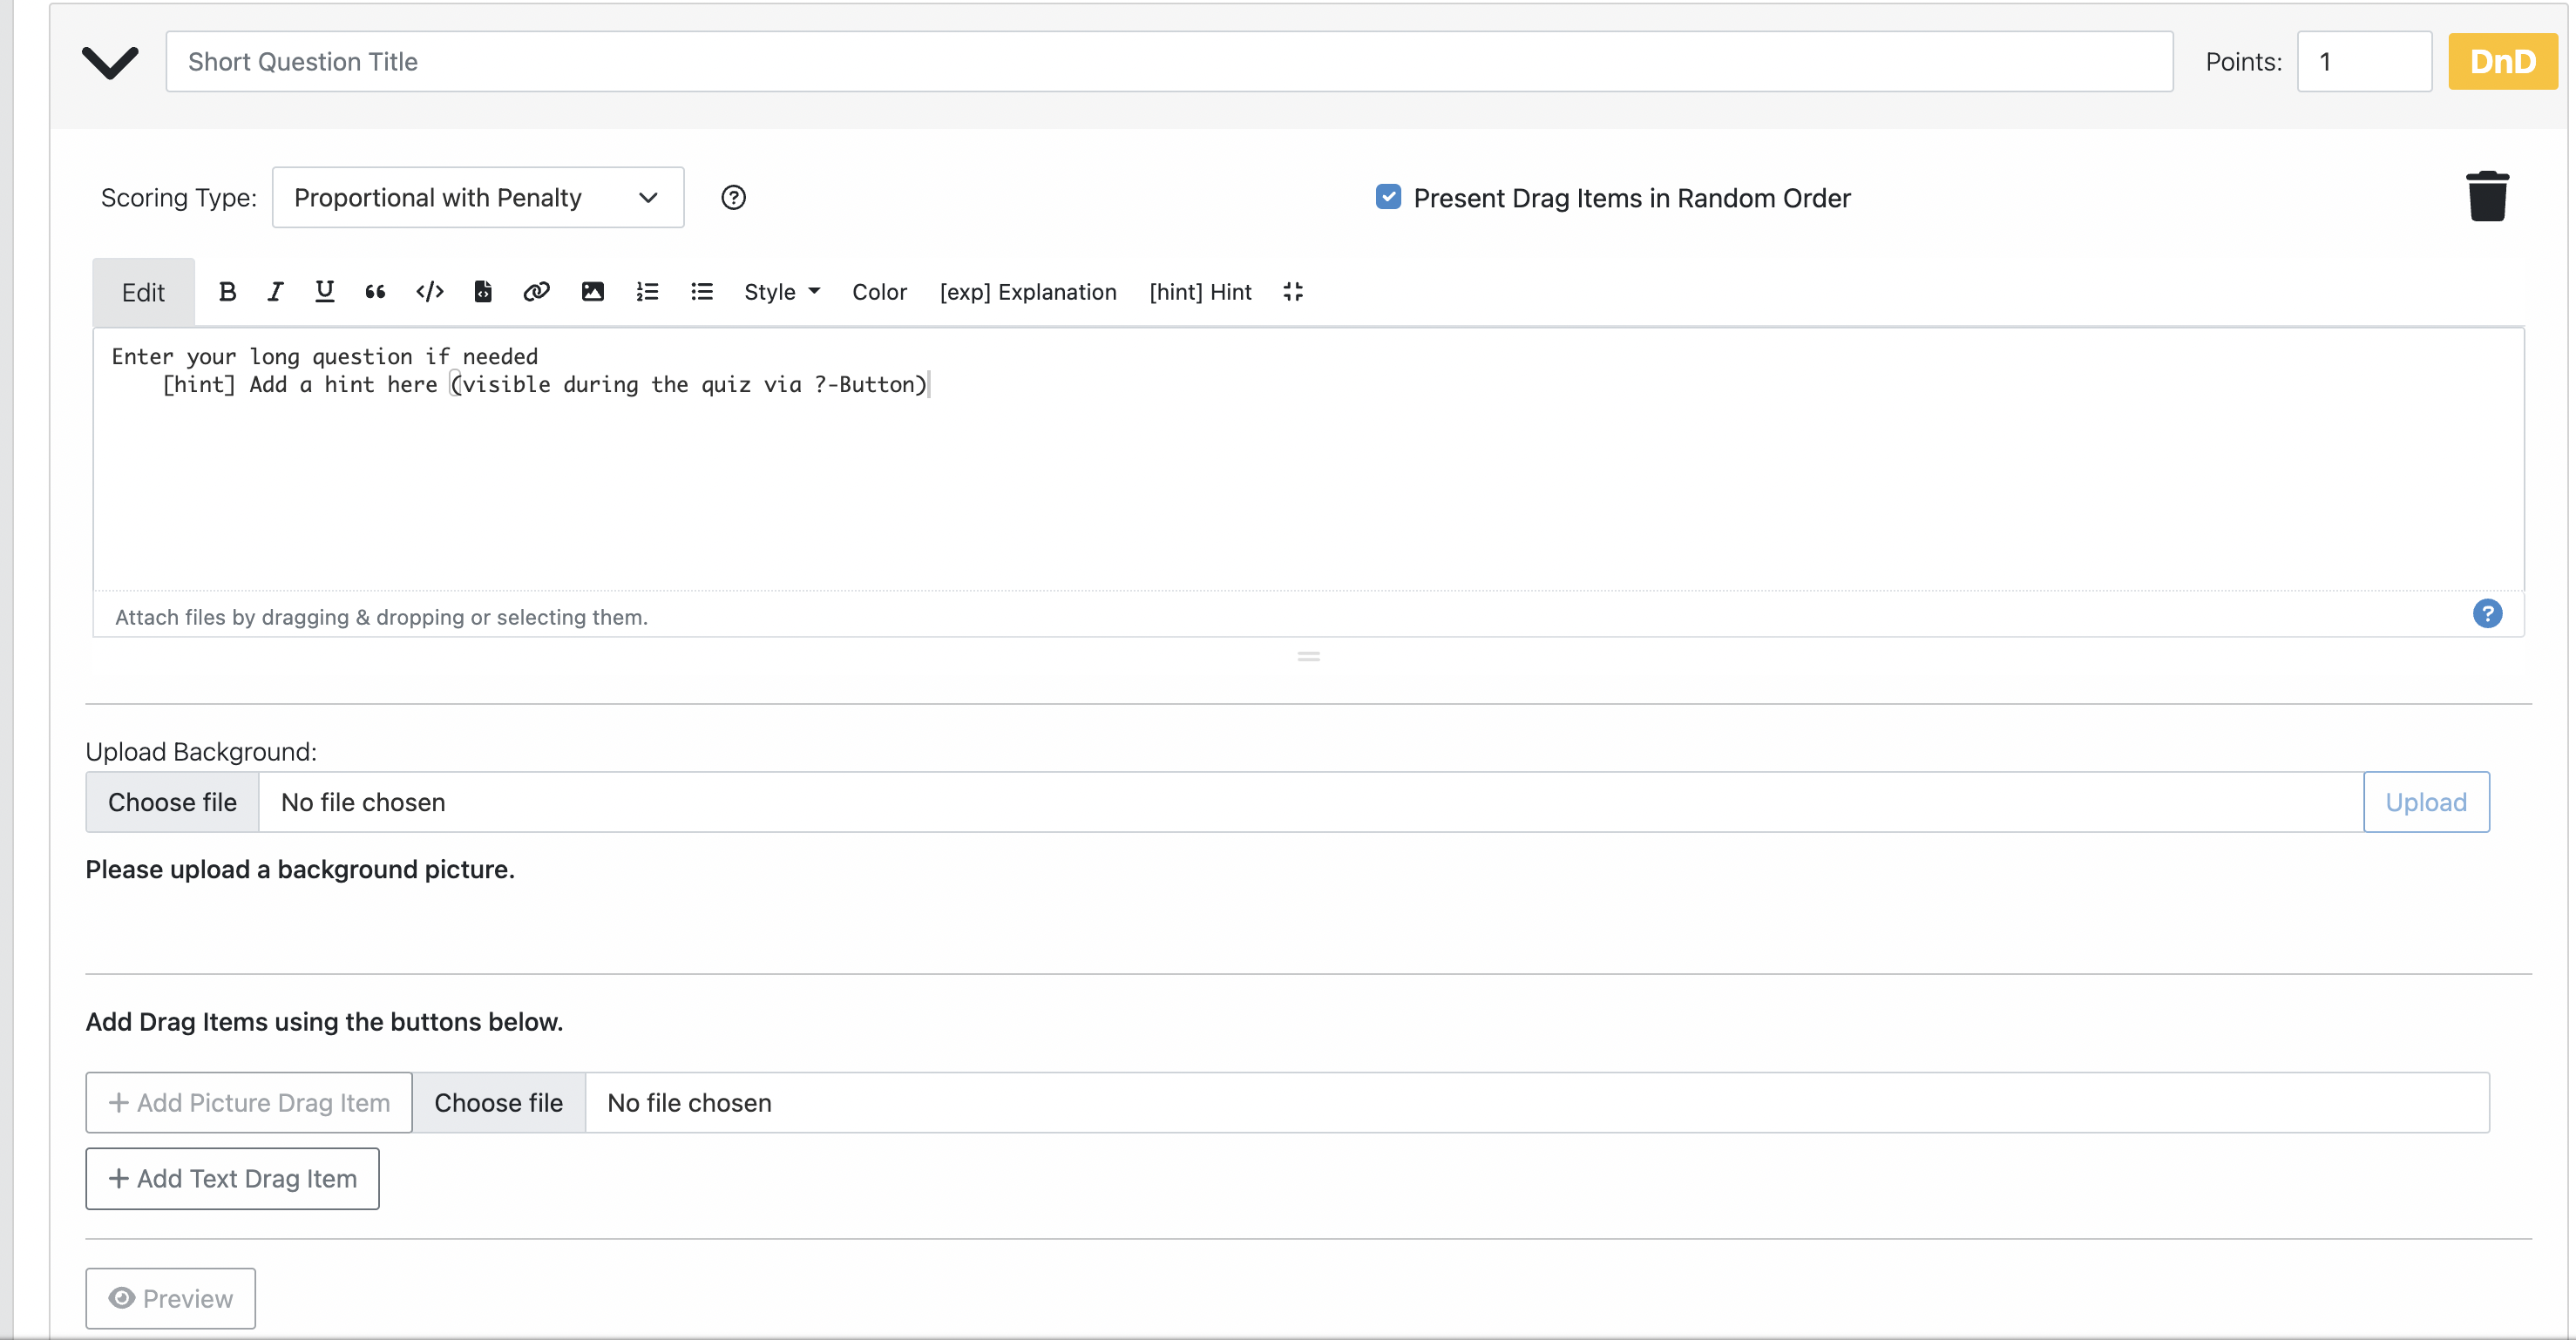 Short Question Title
Points: 1 DnD
Scoring Type: Proportional with Penalty Present Drag Items in Random Order
Edit B I U Style Color [exp] Explanation [hint] Hint
Enter your long question if needed
[hint] Add a hint here (visible during the quiz via ?-Button)
Attach files by dragging & dropping or selecting them.
Upload Background:
Choose file No file chosen Upload
Please upload a background picture.
Add Drag Items using the buttons below.
+ Add Picture Drag Item Choose file No file chosen
+ Add Text Drag Item
Preview